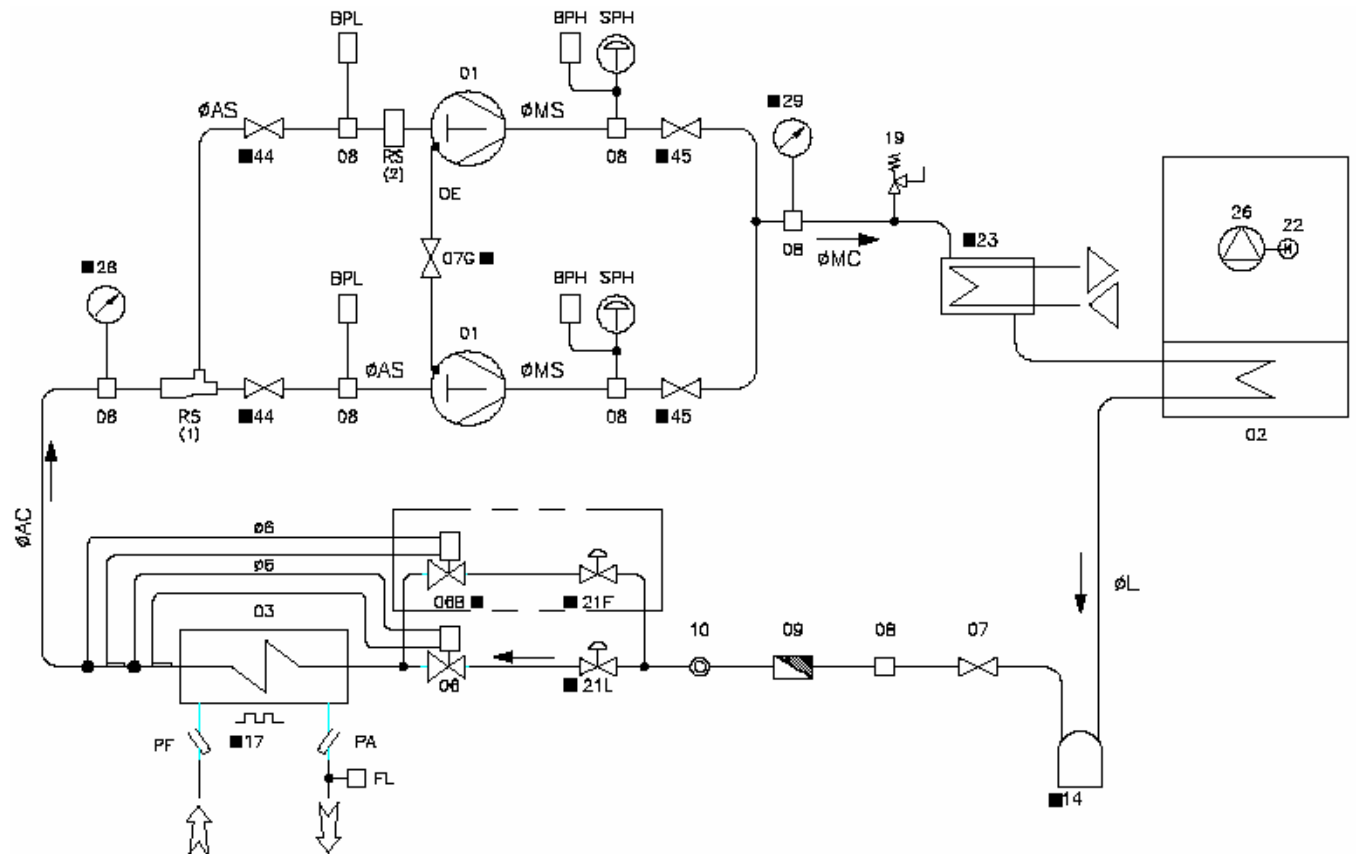 BPL
BPH SPH
01
ØAS
ØMS
■29
19
■44
08
RS
(2)
08
■45
26
22
OE
08
ØMC
■23
07G ■
■28
BPL
BPH SPH
01
ØAS
ØMS
08
RS
(1)
■44
08
08
■45
02
ØAC
ø6
ø6
06B ■
■21F
ØL
03
10
09
08
07
06
■21L
PF
■17
PA
FL
■14